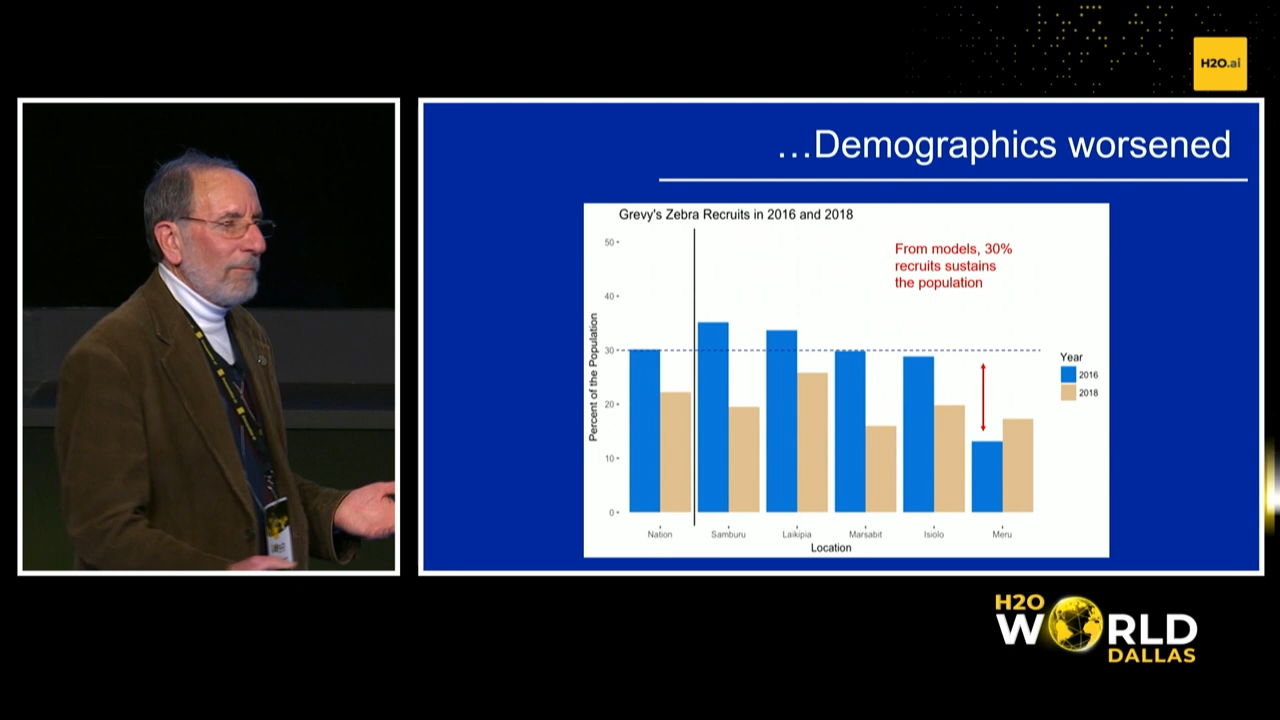 H2O.ai
...Demographics worsened
Grevy's Zebra Recruits in 2016 and 2018
From models, 30%
recruits sustains
the population
Percent of the Population
50
40
30
20
10
0
Year
2016
2018
Nation Samburu Laikipia Marsabit Isiolo Meru
Location
H2O
WORLD
DALLAS